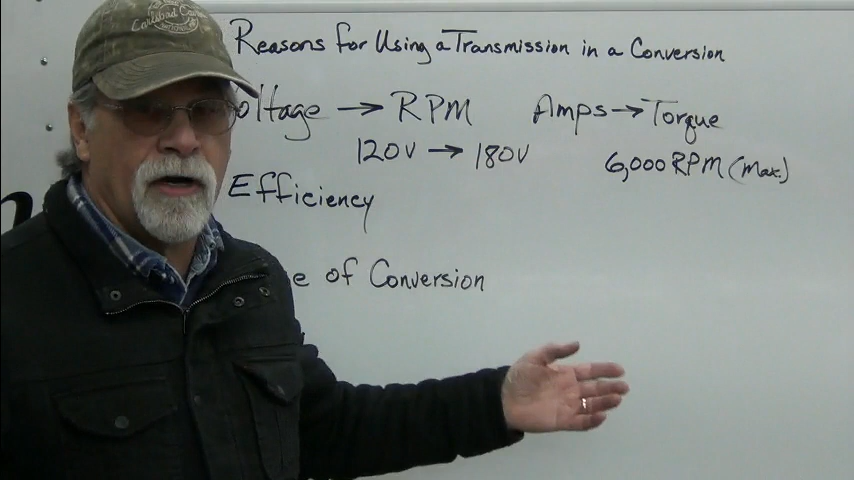 Carlsbad
Reasons for Using a Transmission in a Conversion
oltage → RPM Amps → Torque
120V → 180V 6,000 RPM (Max.)
Efficiency
e of Conversion